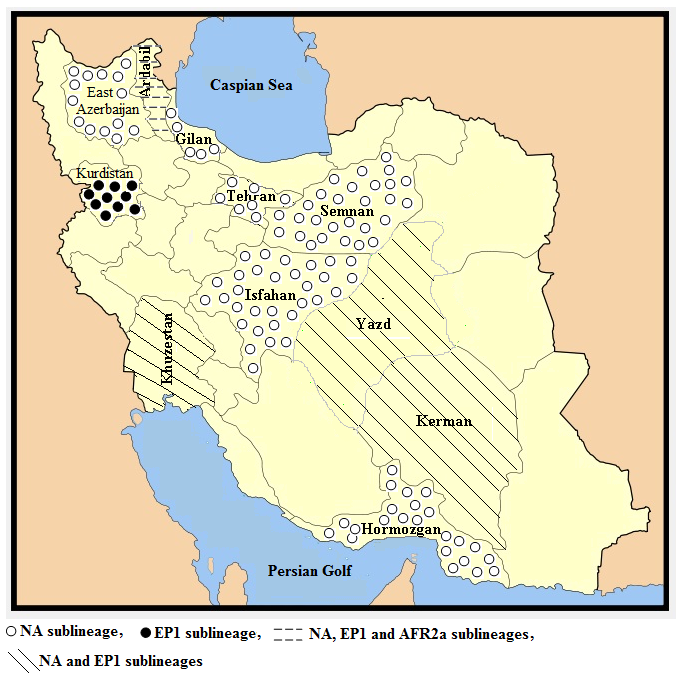 Caspian Sea
Ardabil
East
Azerbaijan
Gilan
Kurdistan
Tehran
Semnan
Isfahan
Khuzestan
Yazd
Kerman
Hormozgan
Persian Golf
NA sublineage, EP1 sublineage, NA, EP1 and AFR2a sublineages,
NA and EP1 sublineages